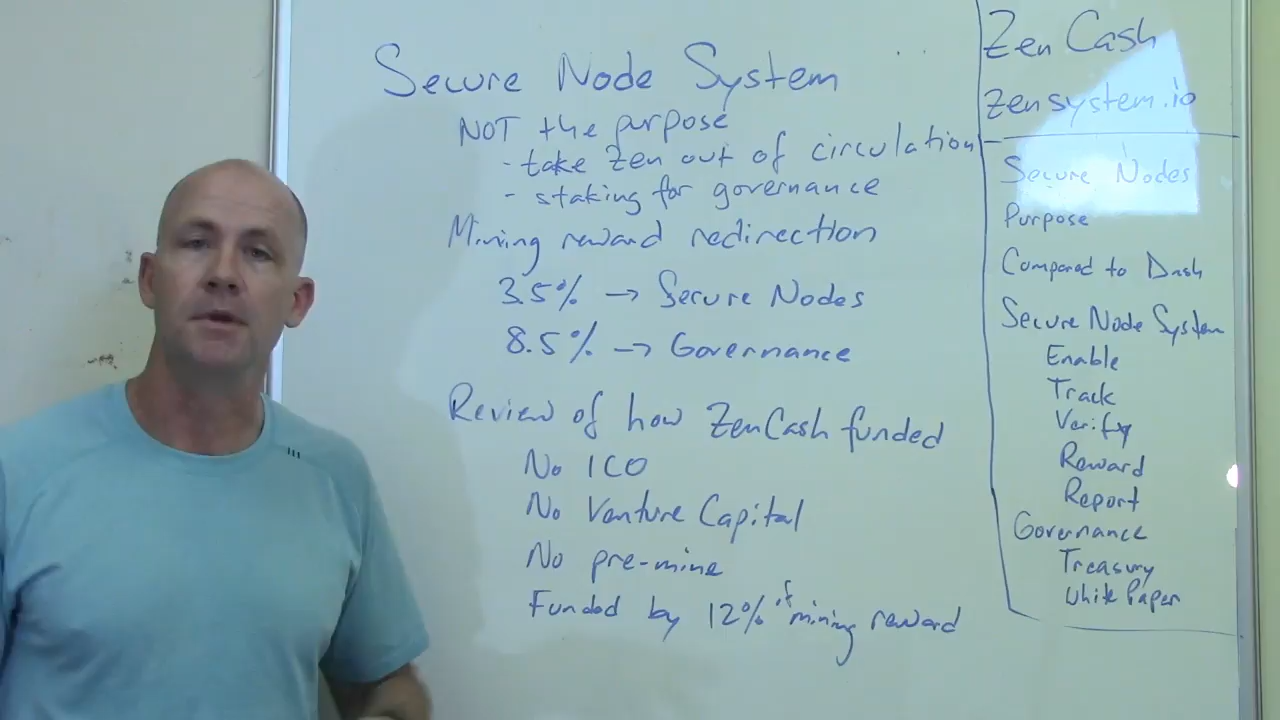 Secure Node System
NOT the purpose
- take Zen out of circulation
- staking for governance
Mining reward redirection
3.5% → Secure Nodes
8.5% → Governance
Review of how ZenCash funded
No ICO
No Venture Capital
No pre-mine
Funded by 12% of mining reward
Zen Cash
zensystem.io
Secure Nodes
Purpose
Compared to Dash
Secure Node System
Enable
Track
Verify
Reward
Report
Governance
Treasury
White Paper